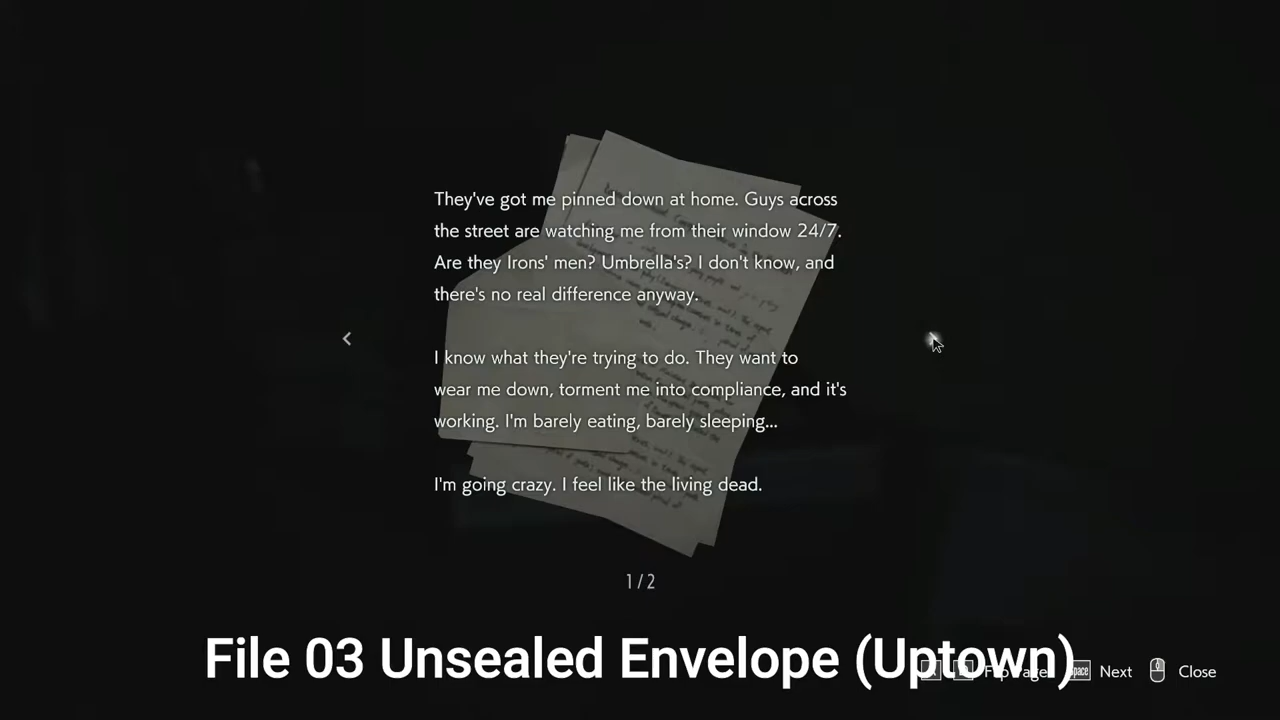 They've got me pinned down at home. Guys across
the street are watching me from their window 24/7.
Are they Irons' men? Umbrella's? I don't know, and
there's no real difference anyway.
I know what they're trying to do. They want to
wear me down, torment me into compliance, and it's
working. I'm barely eating, barely sleeping...
I'm going crazy. I feel like the living dead.
1 / 2
File 03 Unsealed Envelope (Uptown)
Next
Close